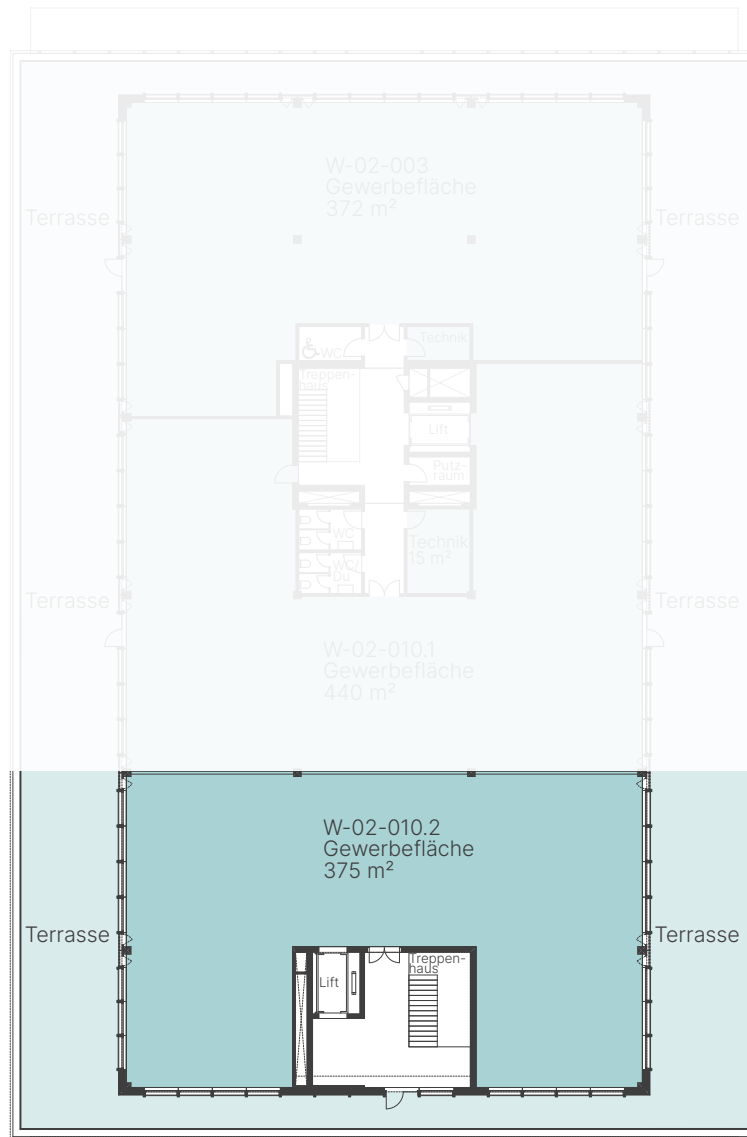 W-02-003
Gewerbefläche
372 m²
Terrasse
Terrasse
WC
Technik
Treppen-
haus
Lift
Putz-
raum
WC
Technik
15 m²
WC/
Du
Terrasse
Terrasse
W-02-010.1
Gewerbefläche
440 m²
W-02-010.2
Gewerbefläche
375 m²
Terrasse
Terrasse
Treppen-
haus
Lift